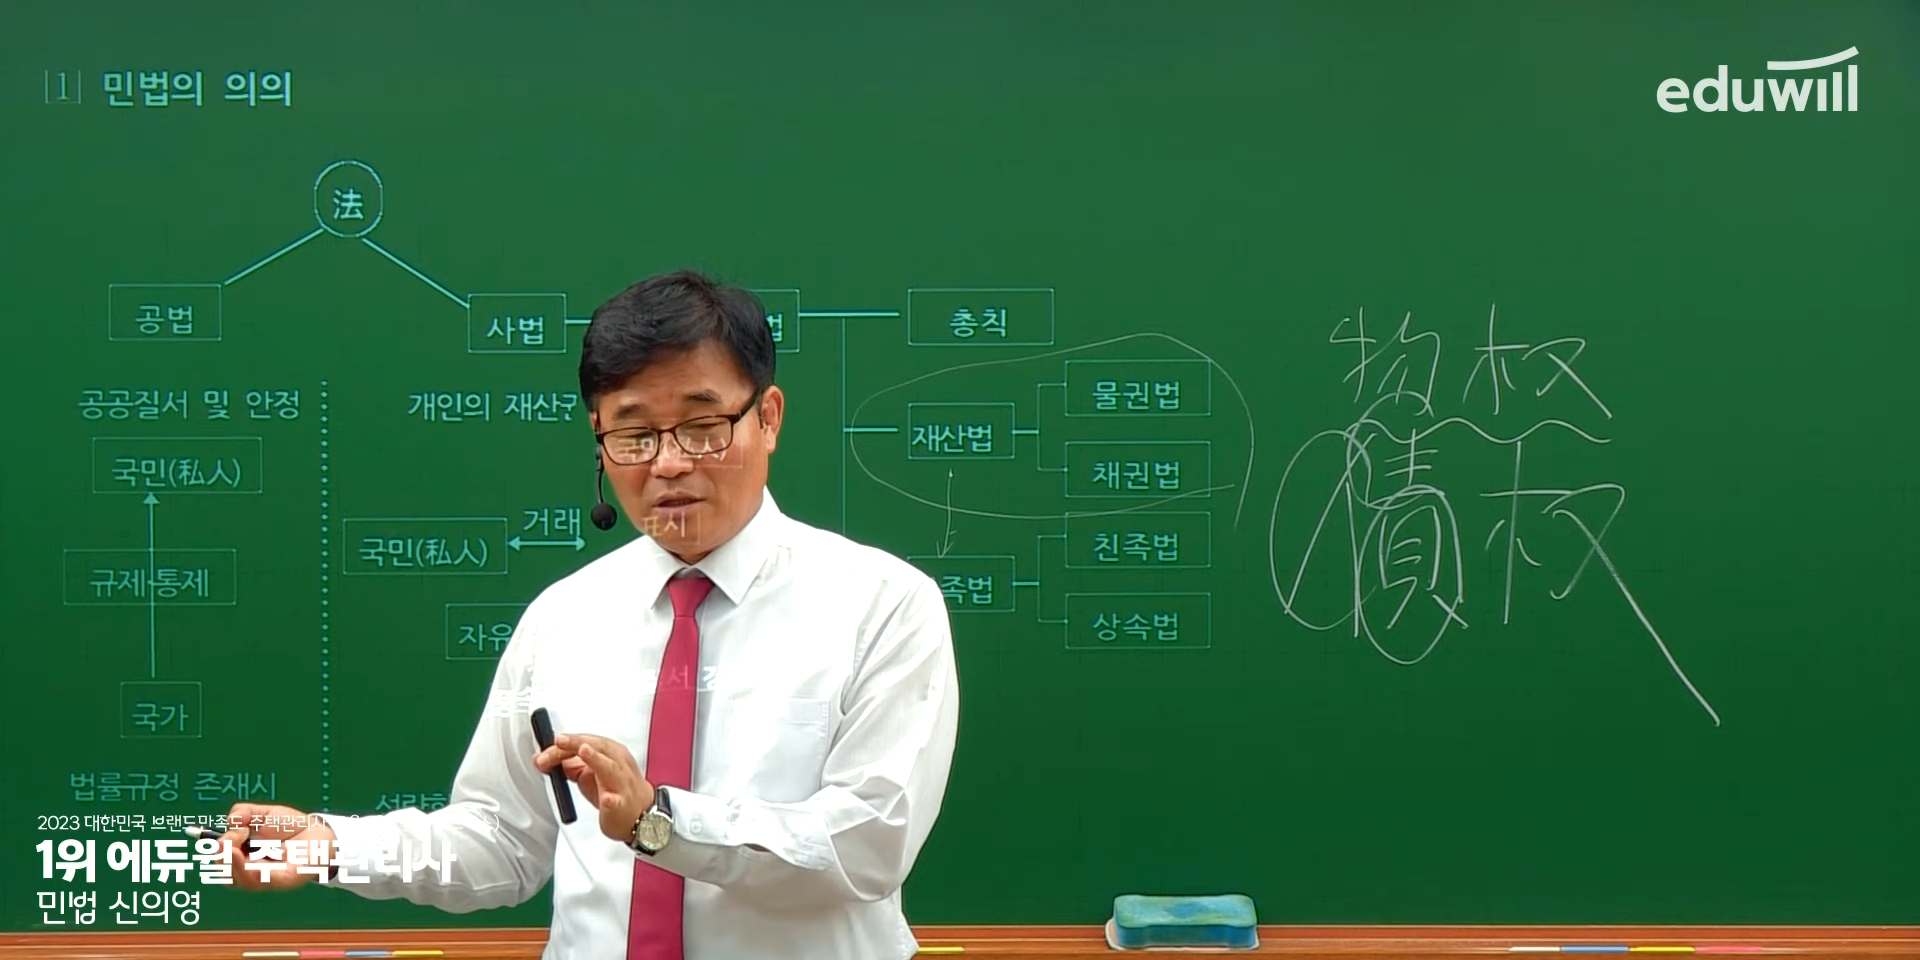 1 민법의 의의
eduwill
法
공법
사법
법
총칙
공공질서 및 안정
개인의 재산
재산법
물권법
채권법
국민(私人)
거래
국민(私人)
규제·통제
자유
족법
친족법
상속법
국가
법률규정 존재시
物权
債权
2023 대한민국 브랜드만족도 주택관리사
1위 에듀윌 주택관리사
민법 신의영